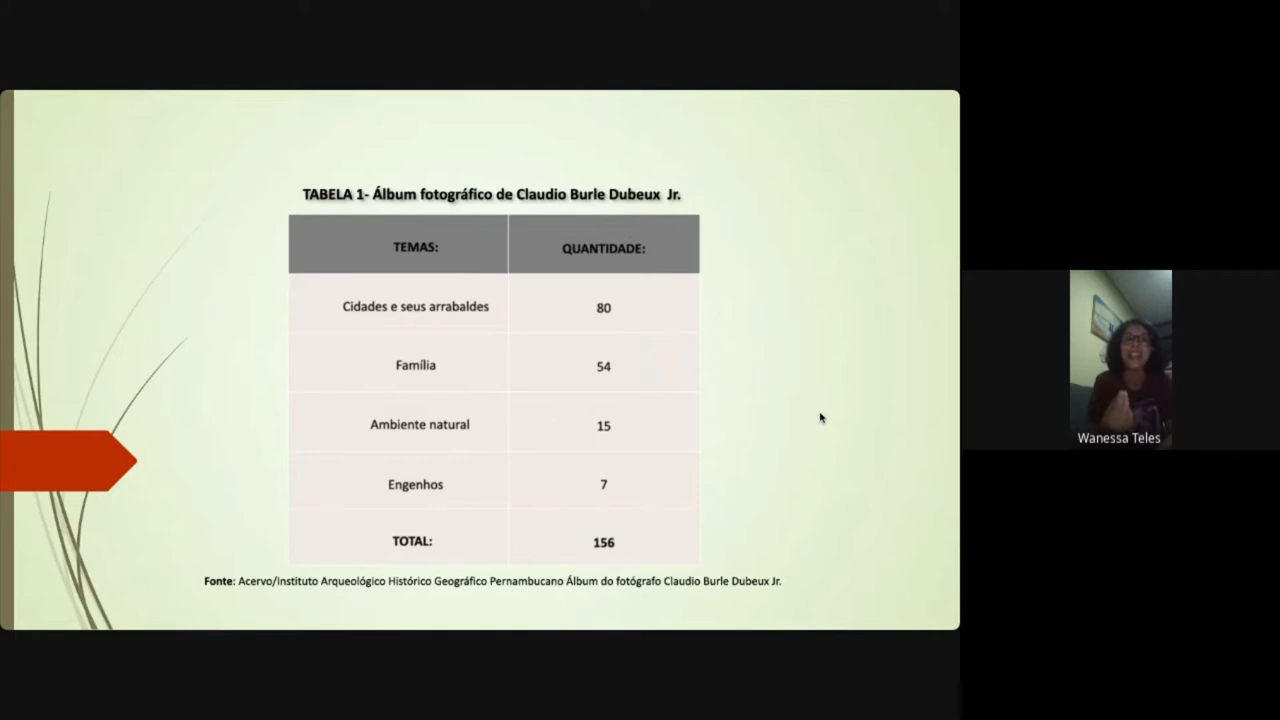 TABELA 1- Álbum fotográfico de Claudio Burle Dubeux Jr.
TEMAS: QUANTIDADE:
Cidades e seus arrabaldes 80
Família 54
Ambiente natural 15
Engenhos 7
TOTAL: 156
Fonte: Acervo/Instituto Arqueológico Histórico Geográfico Pernambucano Álbum do fotógrafo Claudio Burle Dubeux Jr.
Wanessa Teles